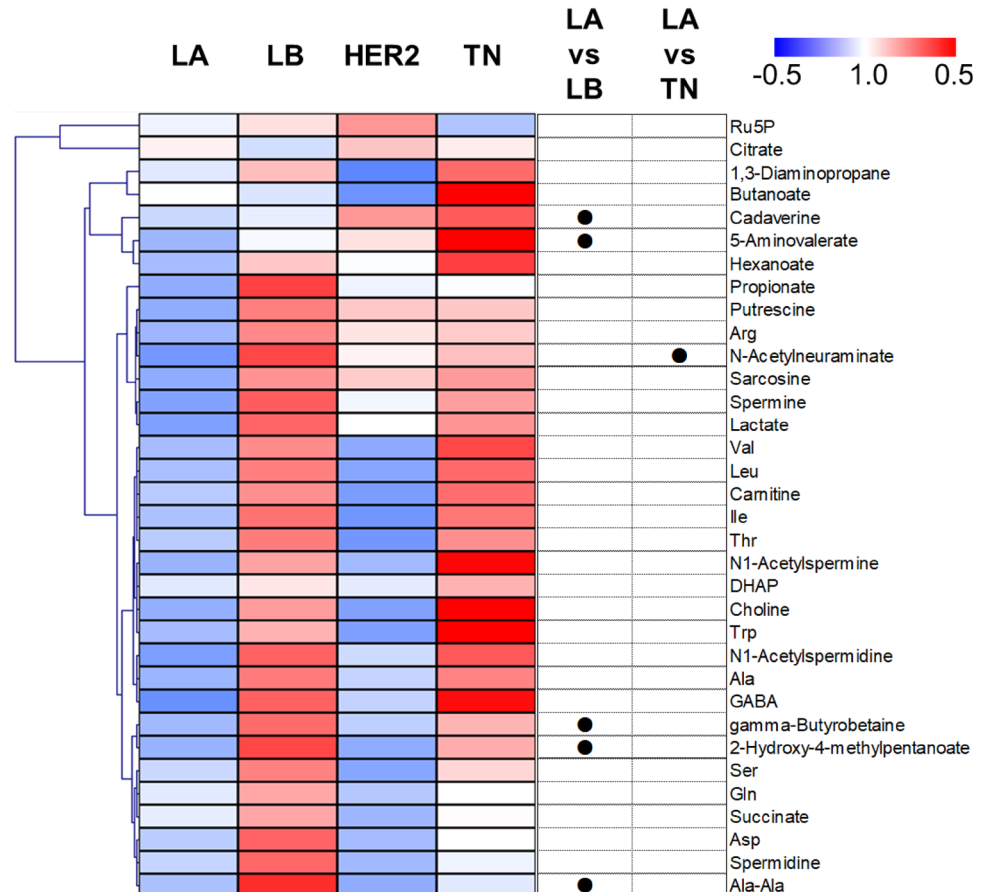 LA LB HER2 TN LA vs LB LA vs TN
-0.5 1.0 0.5
Ru5P
Citrate
1,3-Diaminopropane
Butanoate
Cadaverine
5-Aminovalerate
Hexanoate
Propionate
Putrescine
Arg
N-Acetylneuraminate
Sarcosine
Spermine
Lactate
Val
Leu
Carnitine
Ile
Thr
N1-Acetylspermine
DHAP
Choline
Trp
N1-Acetylspermidine
Ala
GABA
gamma-Butyrobetaine
2-Hydroxy-4-methylpentanoate
Ser
Gln
Succinate
Asp
Spermidine
Ala-Ala